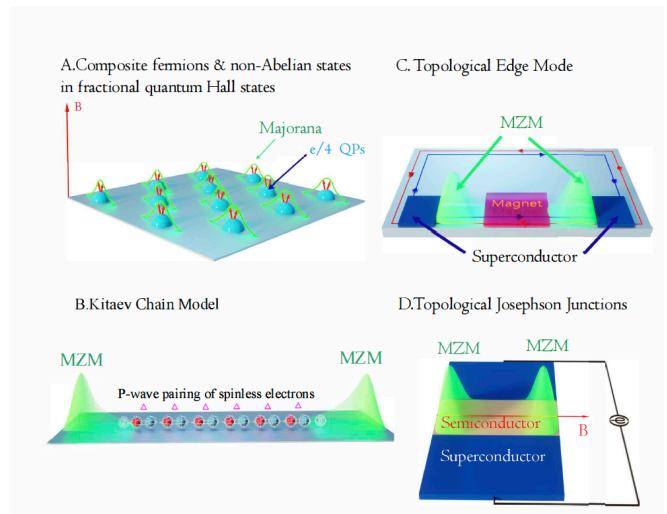 A.Composite fermions & non-Abelian states
in fractional quantum Hall states
B
Majorana
e/4 QPs
C. Topological Edge Mode
MZM
Magnet
Superconductor
B.Kitaev Chain Model
MZM
MZM
P-wave pairing of spinless electrons
D.Topological Josephson Junctions
MZM
MZM
Semiconductor
B
Superconductor